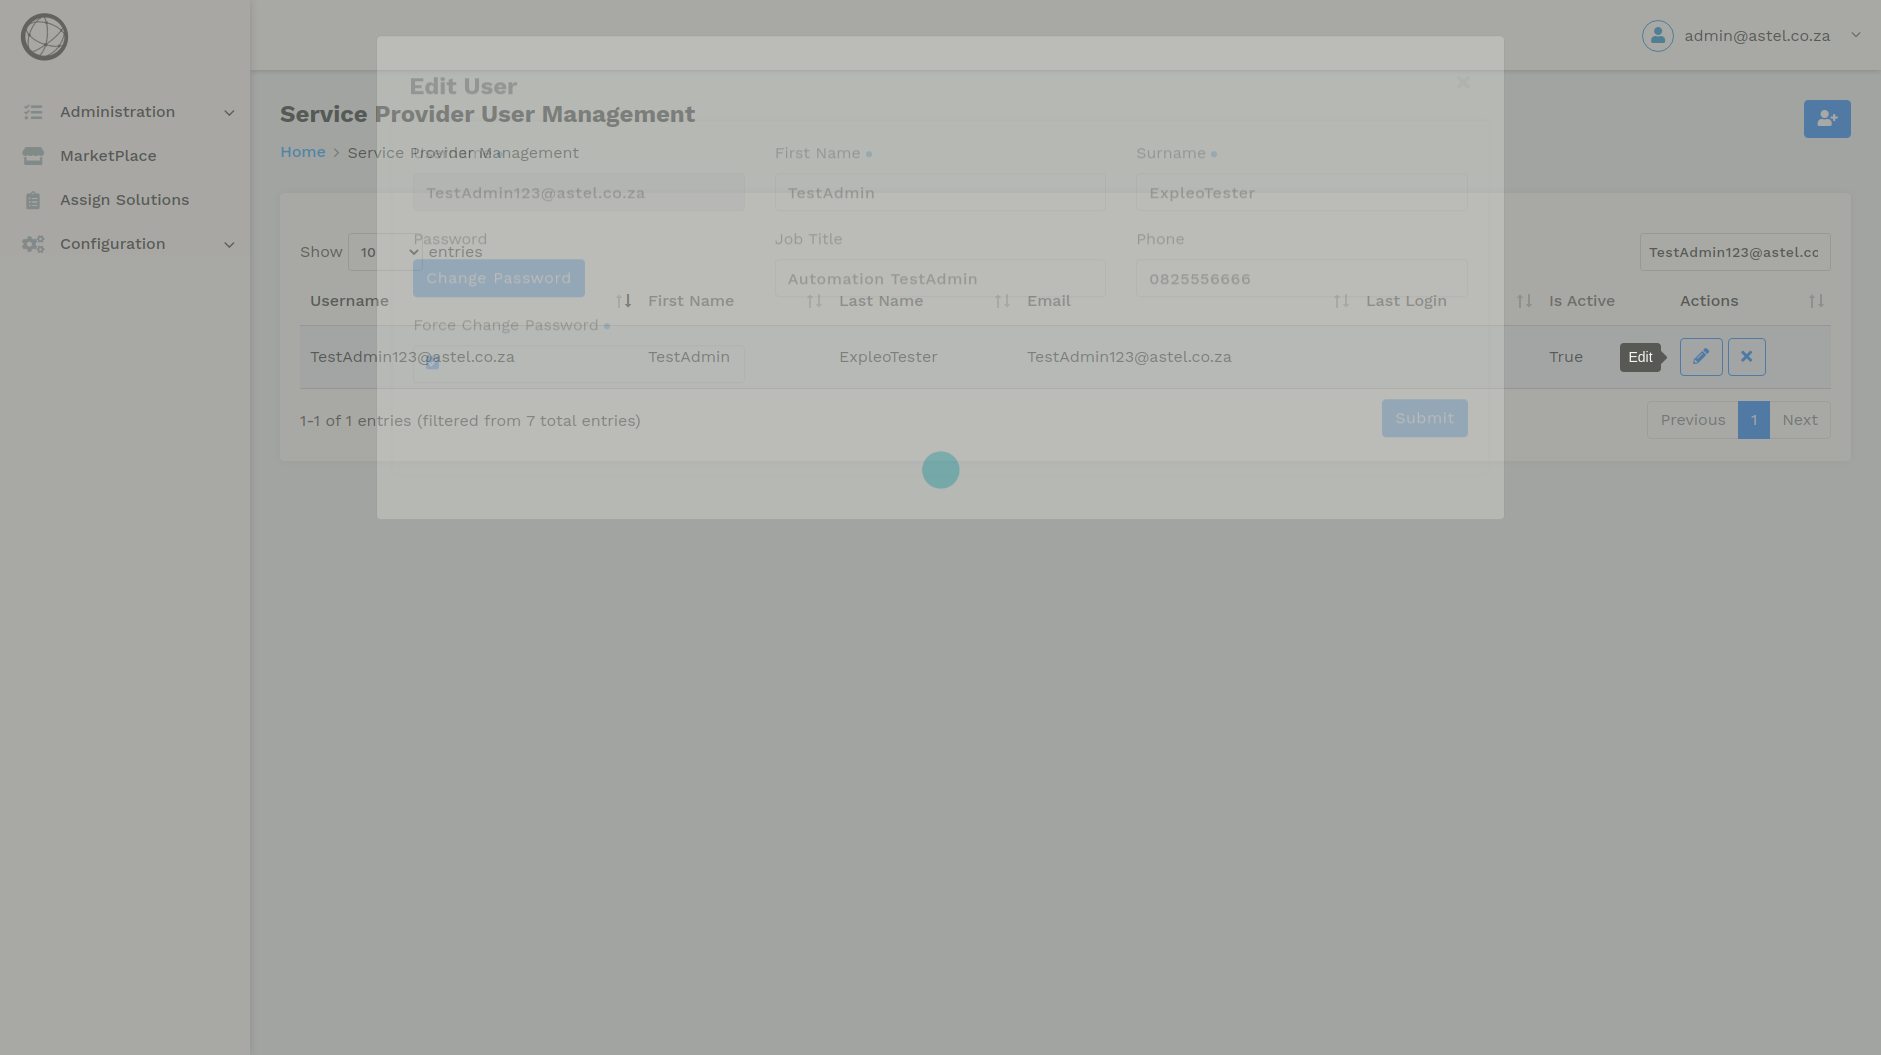 admin@astel.co.za
Administration
MarketPlace
Assign Solutions
Configuration
Edit User
Service Provider User Management
Home > Service Provider Management
Username First Name Surname
TestAdmin123@astel.co.za TestAdmin ExpleoTester
Password Job Title Phone
Change Password Automation TestAdmin 0825556666
Force Change Password
Submit
Show 10 entries
TestAdmin123@astel.cc
Username First Name Last Name Email Last Login Is Active Actions
TestAdmin123@astel.co.za TestAdmin ExpleoTester TestAdmin123@astel.co.za True Edit
1-1 of 1 entries (filtered from 7 total entries)
Previous 1 Next